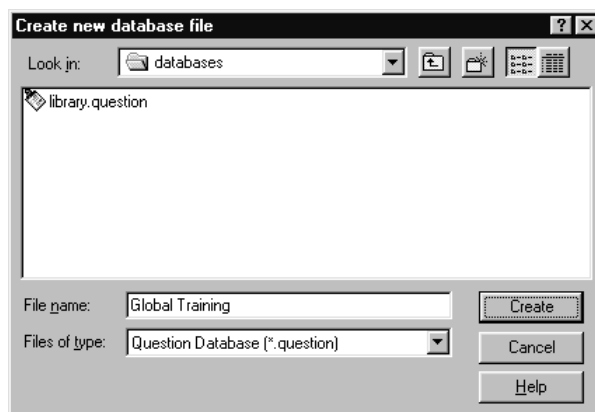 Create new database file
Look in: databases
library.question
File name: Global Training Create
Files of type: Question Database (*.question) Cancel
Help